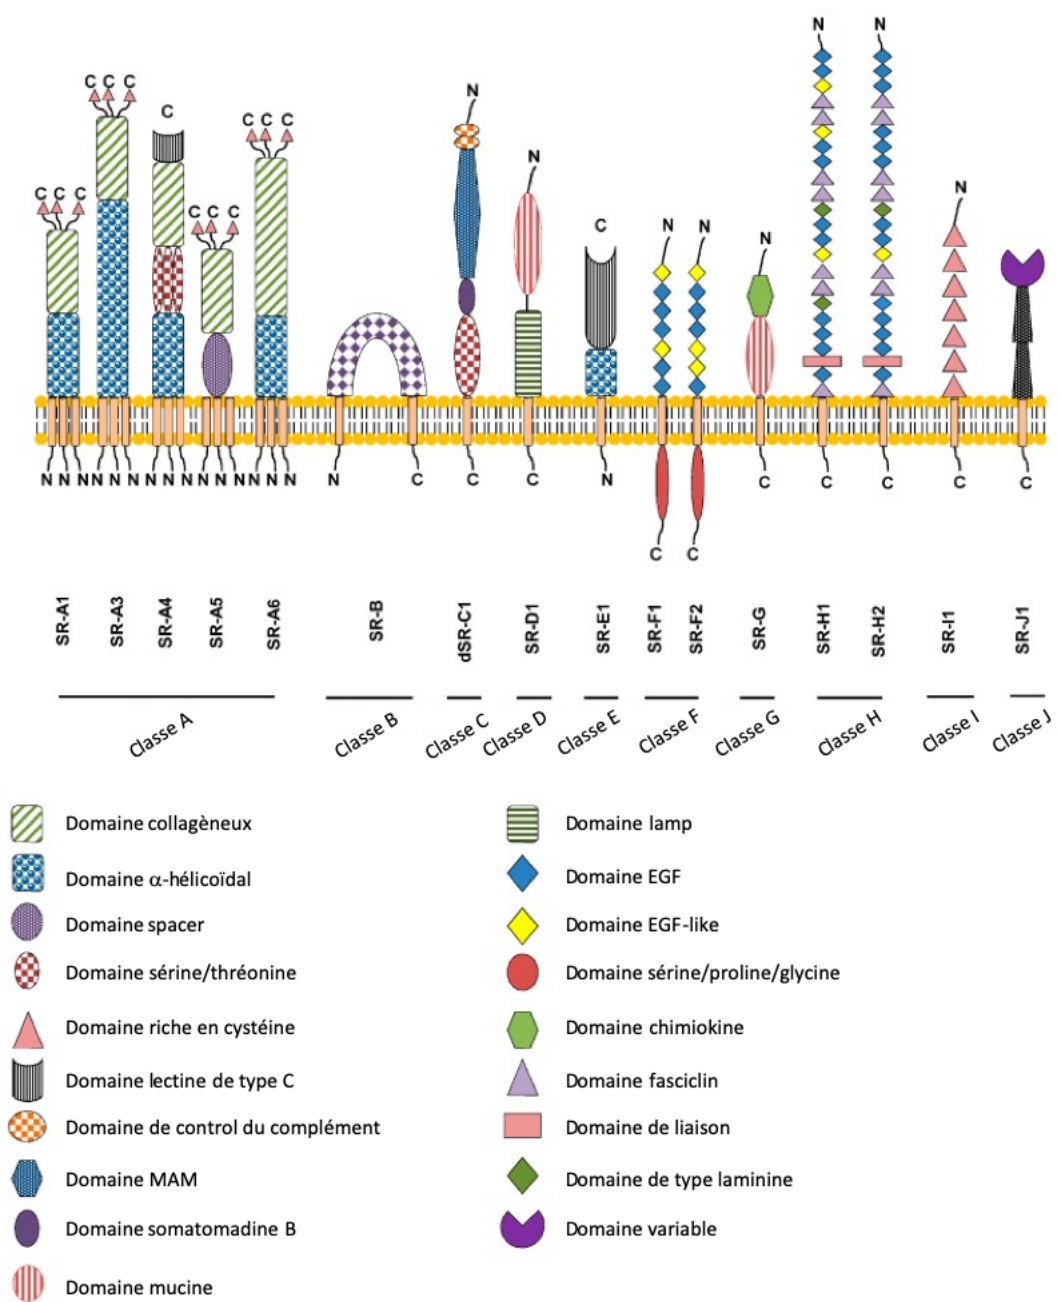 N N
C C C
C
N
C C C
N
N
C C C
N
C C C
C
N N
N
N N NN N N N N N NN N N N N
N
C
C
C
N
C
C
C
C
C
C C
SR-A1
SR-A3
SR-A4
SR-A5
SR-A6
SR-B
dSR-C1
SR-D1
SR-E1
SR-F1
SR-F2
SR-G
SR-H1
SR-H2
SR-I1
SR-J1
Classe A
Classe B
Classe C
Classe D
Classe E
Classe F
Classe G
Classe H
Classe I
Classe J
Domaine collagèneux
Domaine α-hélicoïdal
Domaine spacer
Domaine sérine/thréonine
Domaine riche en cystéine
Domaine lectine de type C
Domaine de control du complément
Domaine MAM
Domaine somatomadine B
Domaine mucine
Domaine lamp
Domaine EGF
Domaine EGF-like
Domaine sérine/proline/glycine
Domaine chimiokine
Domaine fasciclin
Domaine de liaison
Domaine de type laminine
Domaine variable